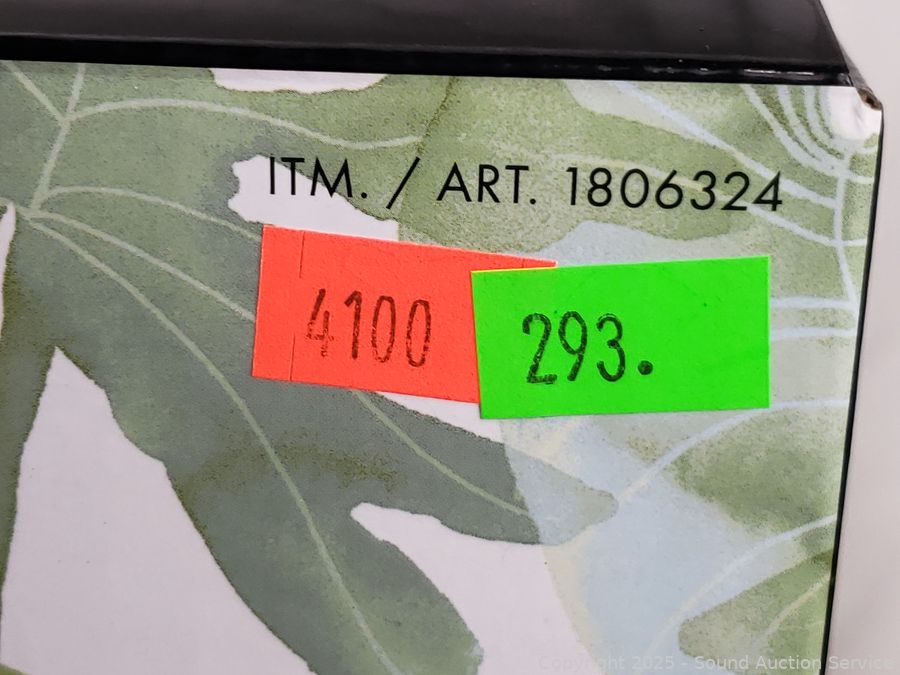 ITM. / ART. 1806324
4100
293.
Copyright 2025 - Sound Auction Service